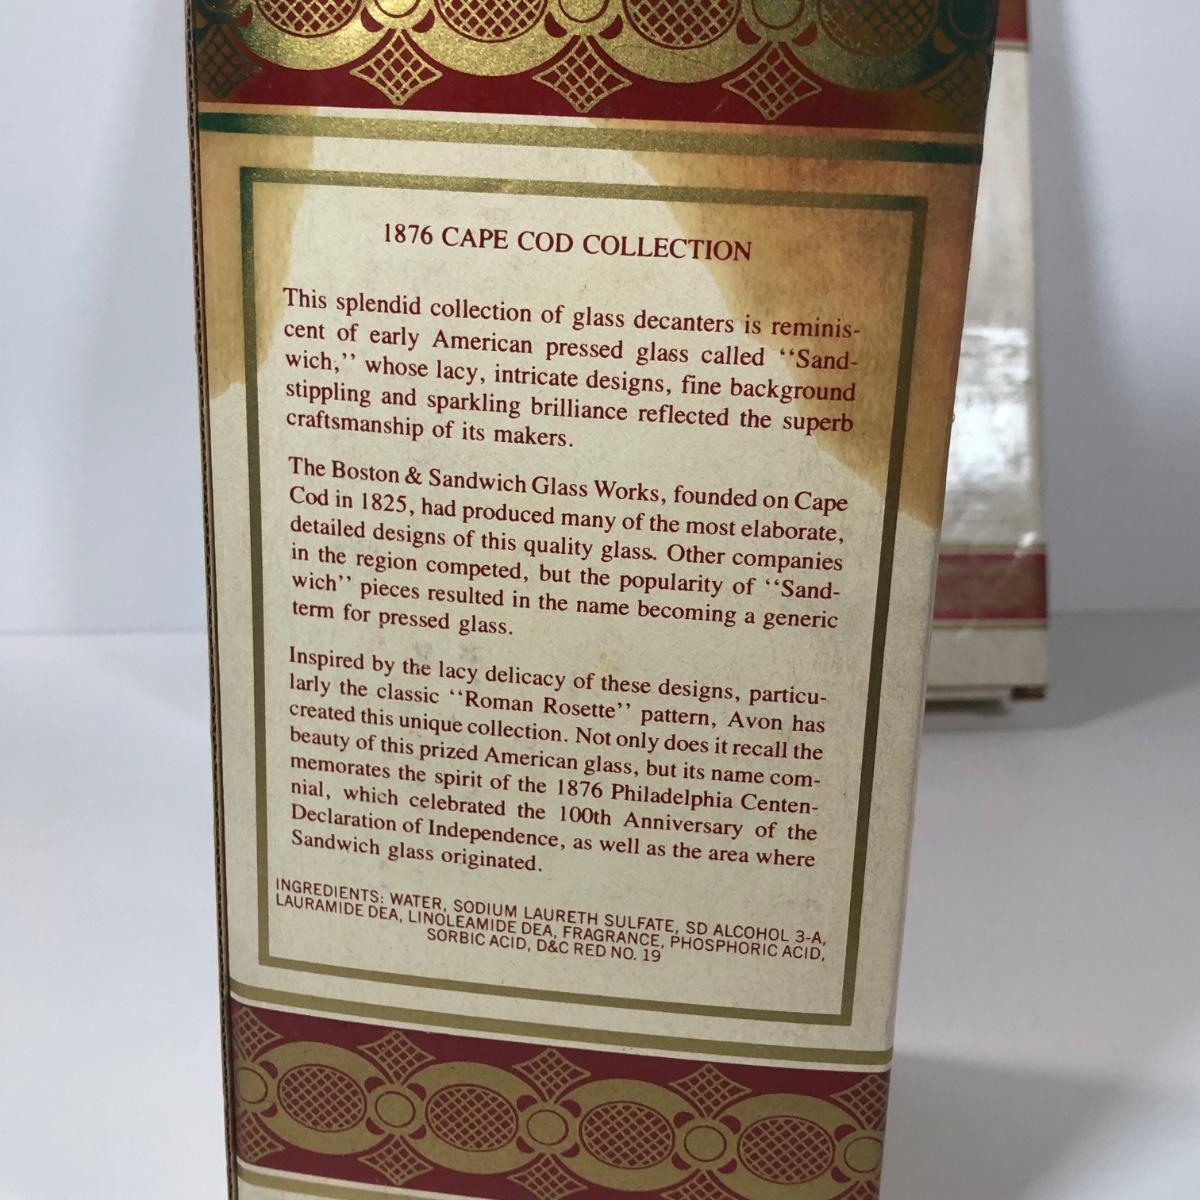 1876 CAPE COD COLLECTION
This splendid collection of glass decanters is reminis-
cent of early American pressed glass called ‘‘Sand-
wich,’’ whose lacy, intricate designs, fine background
stippling and sparkling brilliance reflected the superb
craftsmanship of its makers.
The Boston & Sandwich Glass Works, founded on Cape
Cod in 1825, had produced many of the most elaborate,
detailed designs of this quality glass. Other companies
in the region competed, but the popularity of ‘‘Sand-
wich’’ pieces resulted in the name becoming a generic
term for pressed glass.
Inspired by the lacy delicacy of these designs, particu-
larly the classic ‘‘Roman Rosette’’ pattern, Avon has
created this unique collection. Not only does it recall the
beauty of this prized American glass, but its name com-
memorates the spirit of the 1876 Philadelphia Centen-
nial, which celebrated the 100th Anniversary of the
Declaration of Independence, as well as the area where
Sandwich glass originated.
INGREDIENTS: WATER, SODIUM LAURETH SULFATE, SD ALCOHOL 3-A,
LAURAMIDE DEA, LINOLEAMIDE DEA, FRAGRANCE, PHOSPHORIC ACID,
SORBIC ACID, D&C RED NO. 19